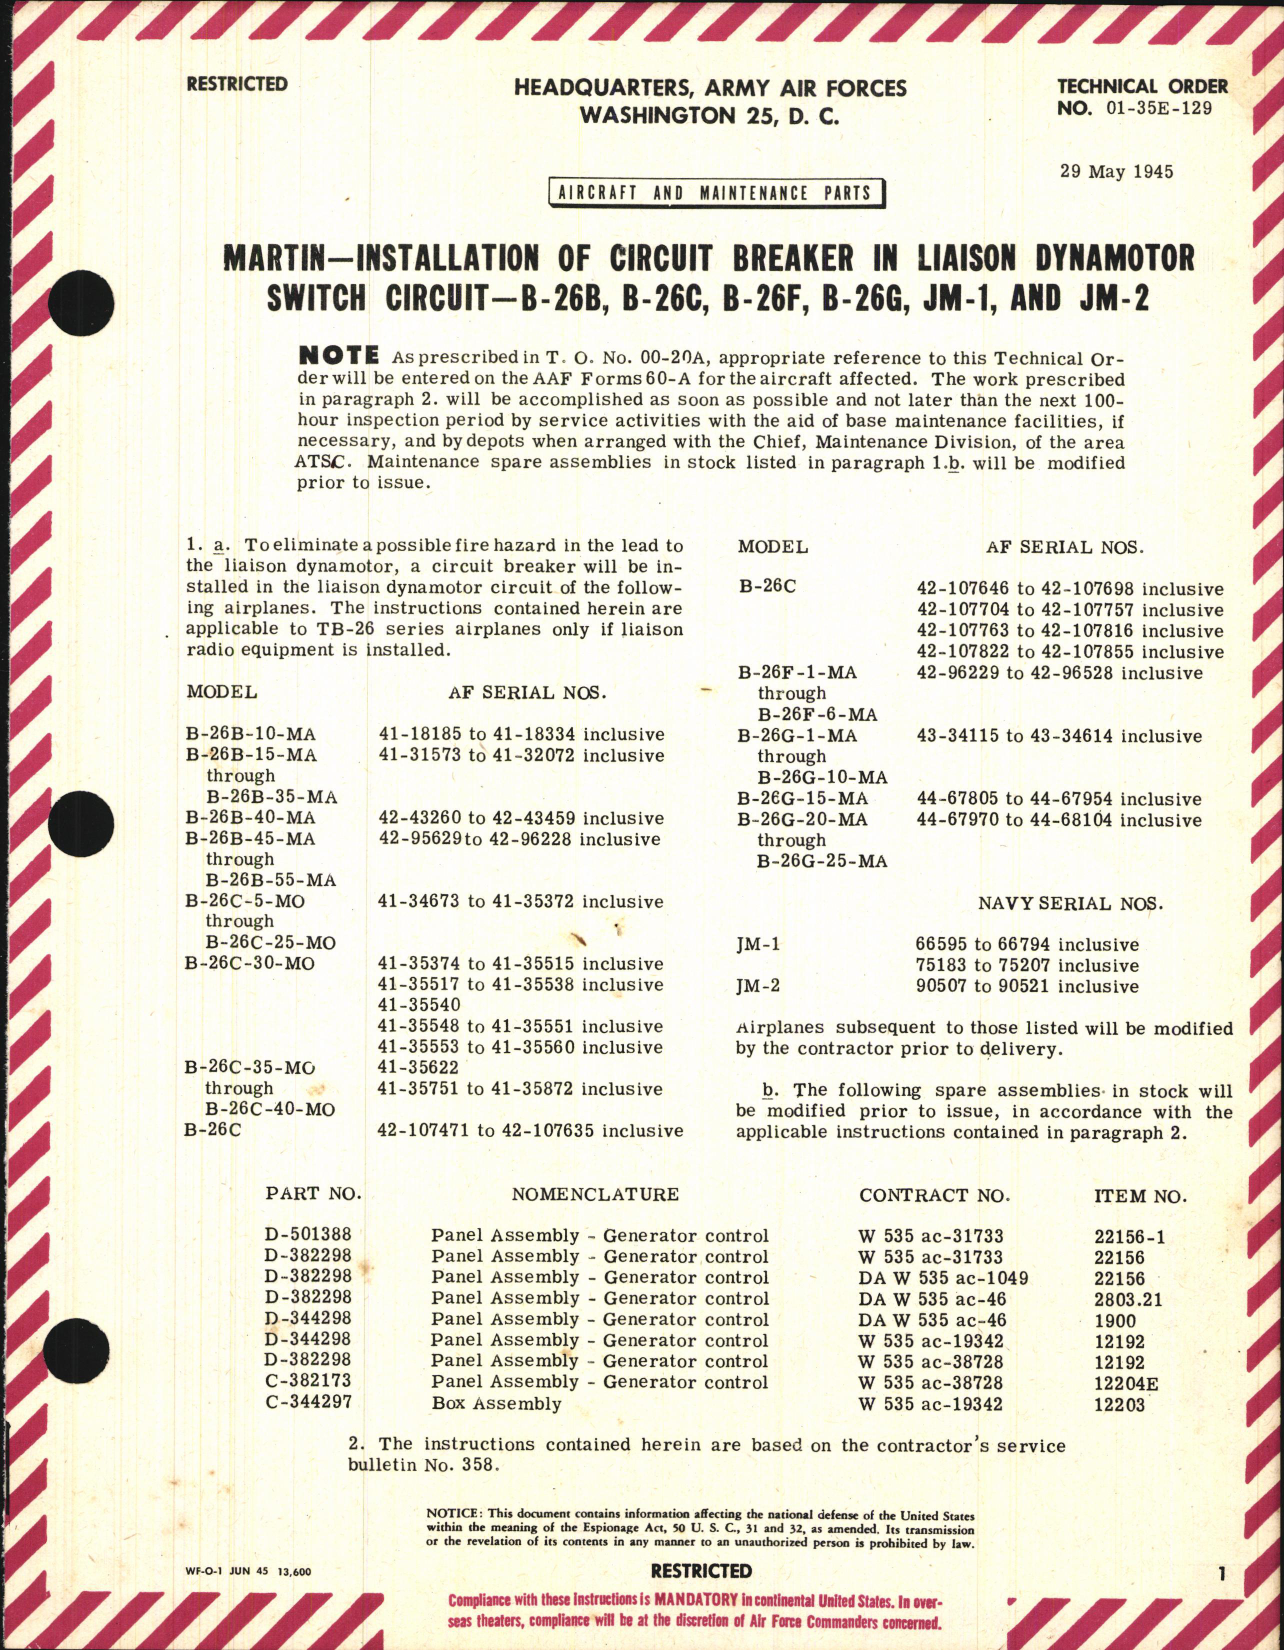 RESTRICTED
HEADQUARTERS, ARMY AIR FORCES
WASHINGTON 25, D. C.
TECHNICAL ORDER
NO. 01-35E-129
29 May 1945
AIRCRAFT AND MAINTENANCE PARTS
MARTIN—INSTALLATION OF CIRCUIT BREAKER IN LIAISON DYNAMOTOR
SWITCH CIRCUIT—B-26B, B-26C, B-26F, B-26G, JM-1, AND JM-2
NOTE As prescribed in T. O. No. 00-20A, appropriate reference to this Technical Or-
der will be entered on the AAF Forms 60-A for the aircraft affected. The work prescribed
in paragraph 2. will be accomplished as soon as possible and not later than the next 100-
hour inspection period by service activities with the aid of base maintenance facilities, if
necessary, and by depots when arranged with the Chief, Maintenance Division, of the area
ATSC. Maintenance spare assemblies in stock listed in paragraph 1.b. will be modified
prior to issue.
1. a. To eliminate a possible fire hazard in the lead to
the liaison dynamotor, a circuit breaker will be in-
stalled in the liaison dynamotor circuit of the follow-
ing airplanes. The instructions contained herein are
applicable to TB-26 series airplanes only if liaison
radio equipment is installed.
MODEL AF SERIAL NOS.
B-26B-10-MA 41-18185 to 41-18334 inclusive
B-26B-15-MA 41-31573 to 41-32072 inclusive
through
B-26B-35-MA
B-26B-40-MA 42-43260 to 42-43459 inclusive
B-26B-45-MA 42-95629 to 42-96228 inclusive
through
B-26B-55-MA
B-26C-5-MO 41-34673 to 41-35372 inclusive
through
B-26C-25-MO
B-26C-30-MO 41-35374 to 41-35515 inclusive
41-35517 to 41-35538 inclusive
41-35540
41-35548 to 41-35551 inclusive
41-35553 to 41-35560 inclusive
B-26C-35-MO 41-35622
through 41-35751 to 41-35872 inclusive
B-26C-40-MO
B-26C 42-107471 to 42-107635 inclusive
MODEL AF SERIAL NOS.
B-26C 42-107646 to 42-107698 inclusive
42-107704 to 42-107757 inclusive
42-107763 to 42-107816 inclusive
42-107822 to 42-107855 inclusive
B-26F-1-MA 42-96229 to 42-96528 inclusive
through
B-26F-6-MA
B-26G-1-MA 43-34115 to 43-34614 inclusive
through
B-26G-10-MA
B-26G-15-MA 44-67805 to 44-67954 inclusive
B-26G-20-MA 44-67970 to 44-68104 inclusive
through
B-26G-25-MA
NAVY SERIAL NOS.
JM-1 66595 to 66794 inclusive
75183 to 75207 inclusive
JM-2 90507 to 90521 inclusive
Airplanes subsequent to those listed will be modified
by the contractor prior to delivery.
b. The following spare assemblies in stock will
be modified prior to issue, in accordance with the
applicable instructions contained in paragraph 2.
PART NO. NOMENCLATURE CONTRACT NO. ITEM NO.
D-501388 Panel Assembly - Generator control W 535 ac-31733 22156-1
D-382298 Panel Assembly - Generator control W 535 ac-31733 22156
D-382298 Panel Assembly - Generator control DA W 535 ac-1049 22156
D-382298 Panel Assembly - Generator control DA W 535 ac-46 2803.21
D-344298 Panel Assembly - Generator control DA W 535 ac-46 1900
D-344298 Panel Assembly - Generator control W 535 ac-19342 12192
D-382298 Panel Assembly - Generator control W 535 ac-38728 12192
C-382173 Panel Assembly - Generator control W 535 ac-38728 12204E
C-344297 Box Assembly W 535 ac-19342 12203
2. The instructions contained herein are based on the contractor's service
bulletin No. 358.
NOTICE: This document contains information affecting the national defense of the United States
within the meaning of the Espionage Act, 50 U. S. C., 31 and 32, as amended. Its transmission
or the revelation of its contents in any manner to an unauthorized person is prohibited by law.
WF-O-1 JUN 45 13,600
RESTRICTED
1
Compliance with these Instructions is MANDATORY in continental United States. In over-
seas theaters, compliance will be at the discretion of Air Force Commanders concerned.